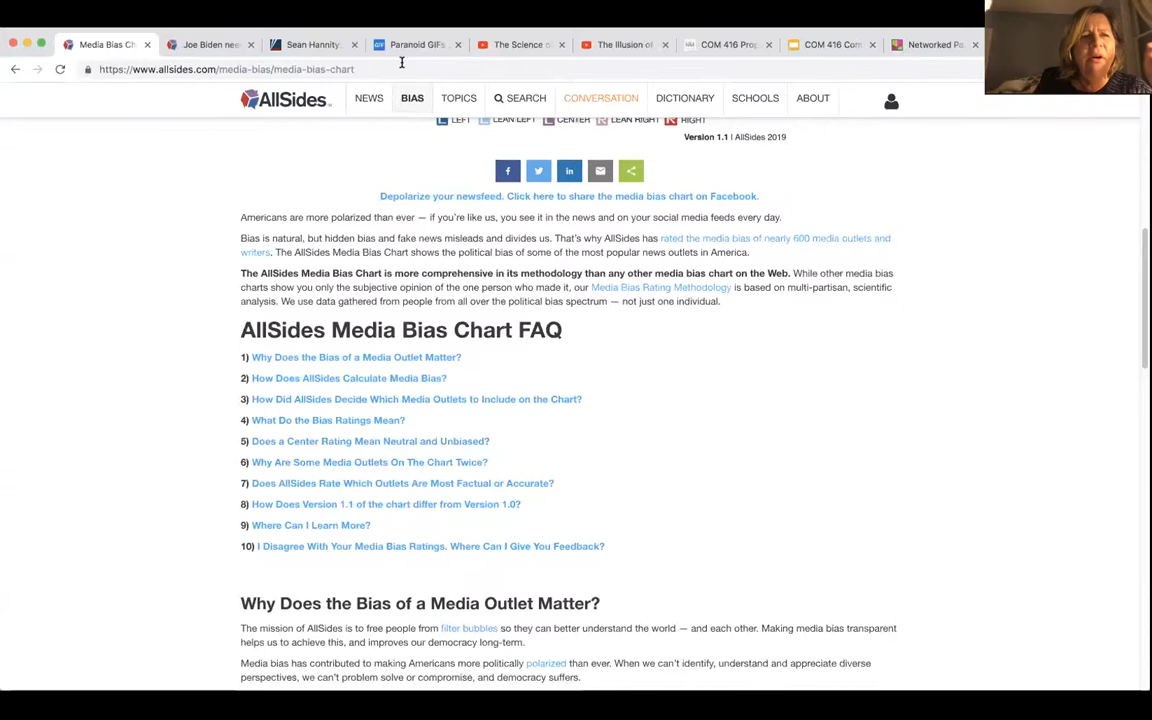 Media Bias Ch
Joe Biden nee
Sean Hannity
Paranoid GIFs
The Science o
The Illusion of
COM 416 Prop
COM 416 Com
Networked Pa
https://www.allsides.com/media-bias/media-bias-chart
AllSides
NEWS
BIAS
TOPICS
SEARCH
CONVERSATION
DICTIONARY
SCHOOLS
ABOUT
L LEFT L LEAN LEFT C CENTER R LEAN RIGHT R RIGHT
Version 1.1 | AllSides 2019
Depolarize your newsfeed. Click here to share the media bias chart on Facebook.
Americans are more polarized than ever — if you're like us, you see it in the news and on your social media feeds every day.
Bias is natural, but hidden bias and fake news misleads and divides us. That's why AllSides has rated the media bias of nearly 600 media outlets and
writers. The AllSides Media Bias Chart shows the political bias of some of the most popular news outlets in America.
The AllSides Media Bias Chart is more comprehensive in its methodology than any other media bias chart on the Web. While other media bias
charts show you only the subjective opinion of the one person who made it, our Media Bias Rating Methodology is based on multi-partisan, scientific
analysis. We use data gathered from people from all over the political bias spectrum — not just one individual.
AllSides Media Bias Chart FAQ
1) Why Does the Bias of a Media Outlet Matter?
2) How Does AllSides Calculate Media Bias?
3) How Did AllSides Decide Which Media Outlets to Include on the Chart?
4) What Do the Bias Ratings Mean?
5) Does a Center Rating Mean Neutral and Unbiased?
6) Why Are Some Media Outlets On The Chart Twice?
7) Does AllSides Rate Which Outlets Are Most Factual or Accurate?
8) How Does Version 1.1 of the chart differ from Version 1.0?
9) Where Can I Learn More?
10) I Disagree With Your Media Bias Ratings. Where Can I Give You Feedback?
Why Does the Bias of a Media Outlet Matter?
The mission of AllSides is to free people from filter bubbles so they can better understand the world — and each other. Making media bias transparent
helps us to achieve this, and improves our democracy long-term.
Media bias has contributed to making Americans more politically polarized than ever. When we can't identify, understand and appreciate diverse
perspectives, we can't problem solve or compromise, and democracy suffers.